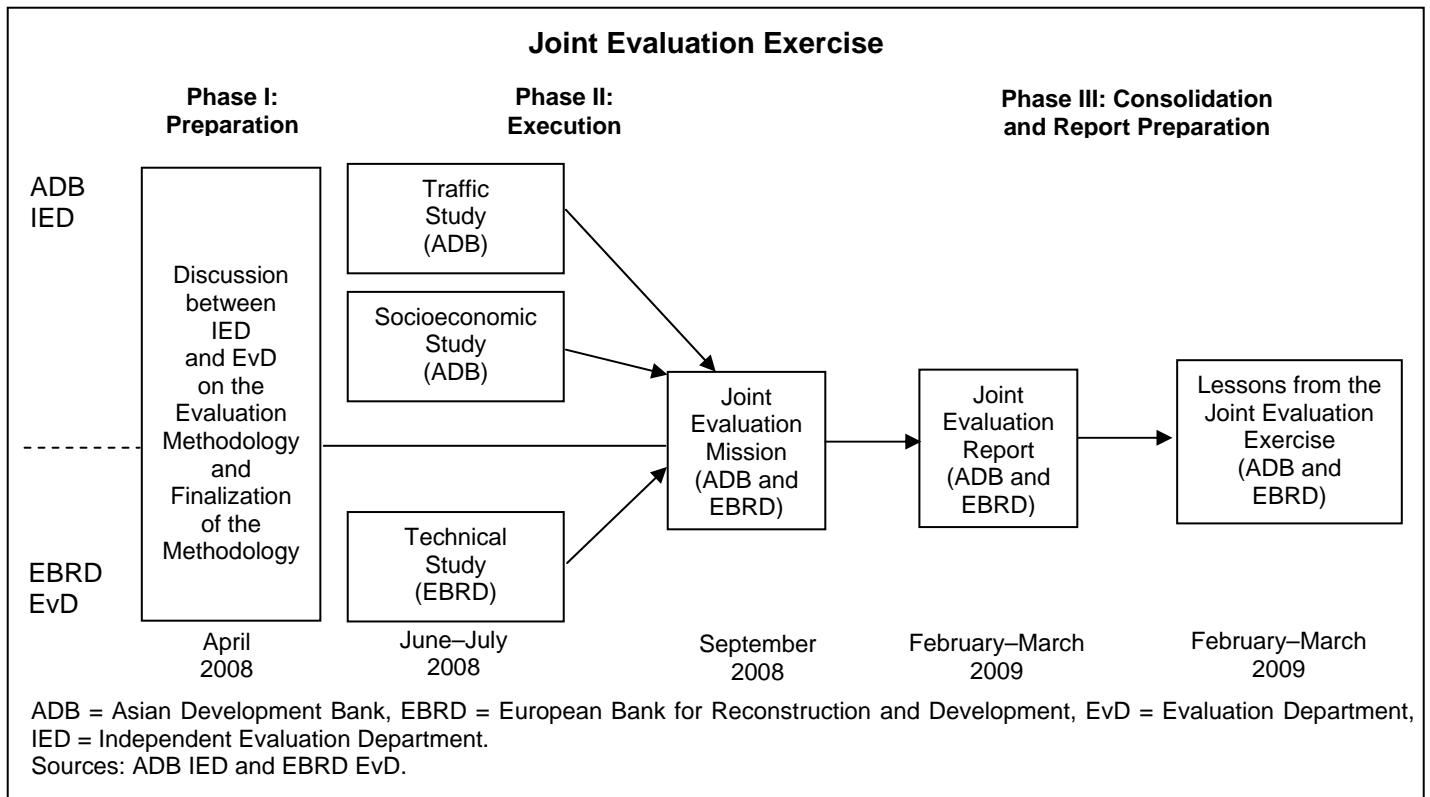 Joint Evaluation Exercise
Phase I:
Preparation
Phase II:
Execution
Phase III: Consolidation
and Report Preparation
ADB
IED
Discussion
between
IED
and EvD
on the
Evaluation
Methodology
and
Finalization
of the
Methodology
Traffic
Study
(ADB)
Socioeconomic
Study
(ADB)
Joint
Evaluation
Mission
(ADB and
EBRD)
Joint
Evaluation
Report
(ADB and
EBRD)
Lessons from the
Joint Evaluation
Exercise
(ADB and
EBRD)
Technical
Study
(EBRD)
EBRD
EvD
April
2008
June–July
2008
September
2008
February–March
2009
February–March
2009
ADB = Asian Development Bank, EBRD = European Bank for Reconstruction and Development, EvD = Evaluation Department,
IED = Independent Evaluation Department.
Sources: ADB IED and EBRD EvD.